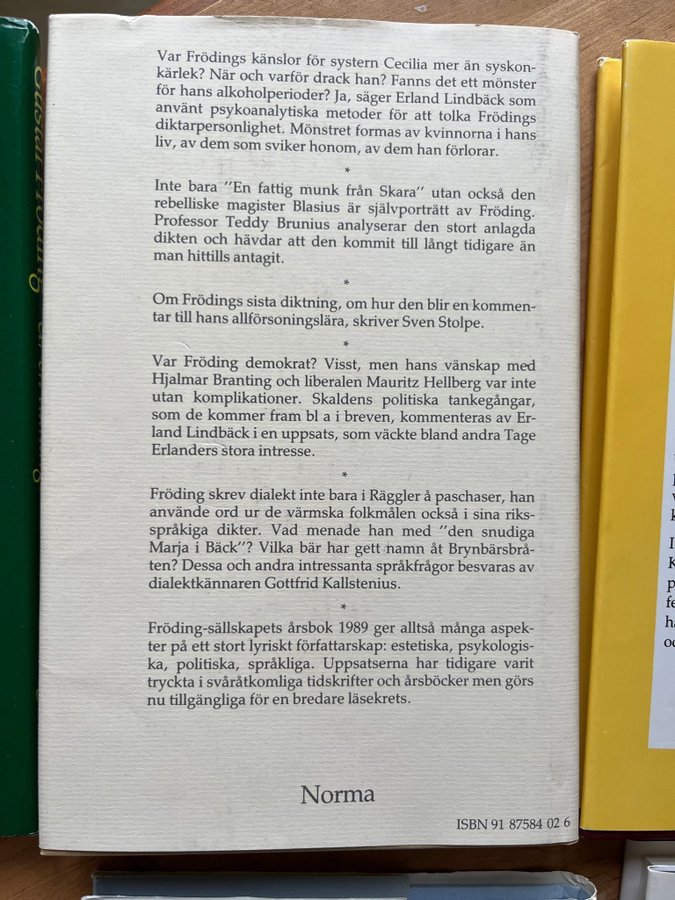 Var Frödings känslor för systern Cecilia mer än syskon-
kärlek? När och varför drack han? Fanns det ett mönster
för hans alkoholperioder? Ja, säger Erland Lindbäck som
använt psykoanalytiska metoder för att tolka Frödings
diktarpersonlighet. Mönstret formas av kvinnorna i hans
liv, av dem som sviker honom, av dem han förlorar.
*
Inte bara "En fattig munk från Skara" utan också den
rebelliske magister Blasius är självporträtt av Fröding.
Professor Teddy Brunius analyserar den stort anlagda
dikten och hävdar att den kommit till långt tidigare än
man hittills antagit.
*
Om Frödings sista diktning, om hur den blir en kommen-
tar till hans allförsoningslära, skriver Sven Stolpe.
*
Var Fröding demokrat? Visst, men hans vänskap med
Hjalmar Branting och liberalen Mauritz Hellberg var inte
utan komplikationer. Skaldens politiska tankegångar,
som de kommer fram bl a i breven, kommenteras av Er-
land Lindbäck i en uppsats, som väckte bland andra Tage
Erlanders stora intresse.
*
Fröding skrev dialekt inte bara i Räggler å paschaser, han
använde ord ur de värmska folkmålen också i sina riks-
språkiga dikter. Vad menade han med "den snudiga
Marja i Bäck"? Vilka bär har gett namn åt Brynbärsbrå-
ten? Dessa och andra intressanta språkfrågor besvaras av
dialektkännaren Gottfrid Kallstenius.
*
Fröding-sällskapets årsbok 1989 ger alltså många aspek-
ter på ett stort lyriskt författarskap: estetiska, psykologis-
ka, politiska, språkliga. Uppsatserna har tidigare varit
tryckta i svåråtkomliga tidskrifter och årsböcker men görs
nu tillgängliga för en bredare läsekrets.
Norma
ISBN 91 87584 02 6
Gustaf Fröding